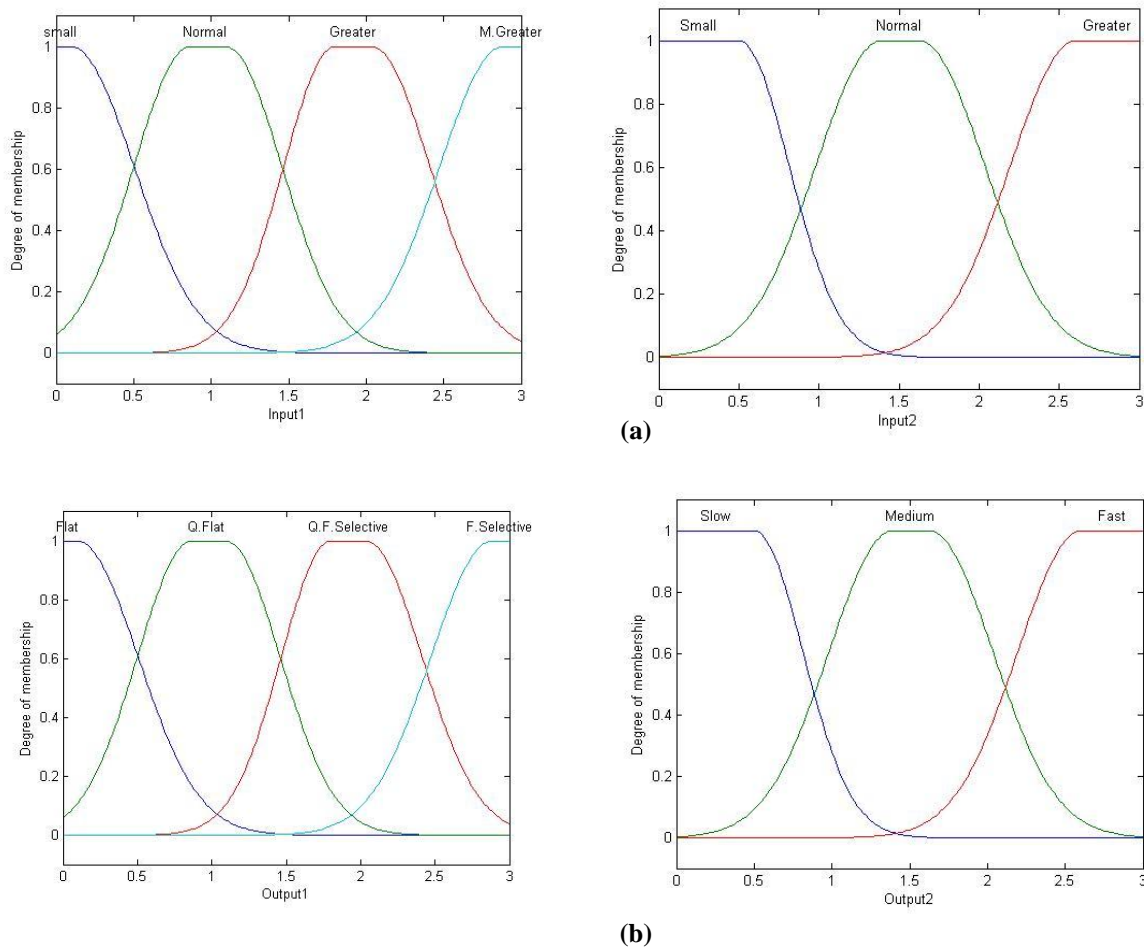 small Normal Greater M.Greater
1
0.8
0.6
0.4
0.2
0
Degree of membership
0 0.5 1 1.5 2 2.5 3
Input1
Small Normal Greater
1
0.8
0.6
0.4
0.2
0
Degree of membership
0 0.5 1 1.5 2 2.5 3
Input2
(a)
Flat Q.Flat Q.F.Selective F.Selective
1
0.8
0.6
0.4
0.2
0
Degree of membership
0 0.5 1 1.5 2 2.5 3
Output1
Slow Medium Fast
1
0.8
0.6
0.4
0.2
0
Degree of membership
0 0.5 1 1.5 2 2.5 3
Output2
(b)